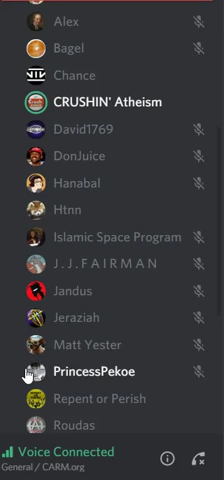 Alex
Bagel
Chance
CRUSHIN' Atheism
David1769
DonJuice
Hanabal
Htnn
Islamic Space Program
J . J . F A I R M A N
Jandus
Jeraziah
Matt Yester
PrincessPekoe
Repent or Perish
Roudas
Voice Connected
General / CARM.org